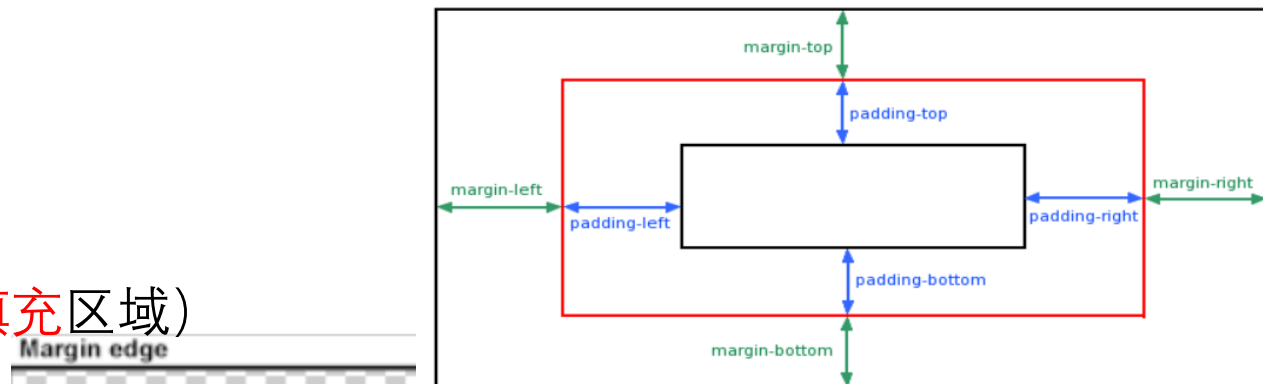 margin-top
padding-top
margin-left
margin-right
padding-left
padding-right
padding-bottom
充区域）
Margin edge
margin-bottom